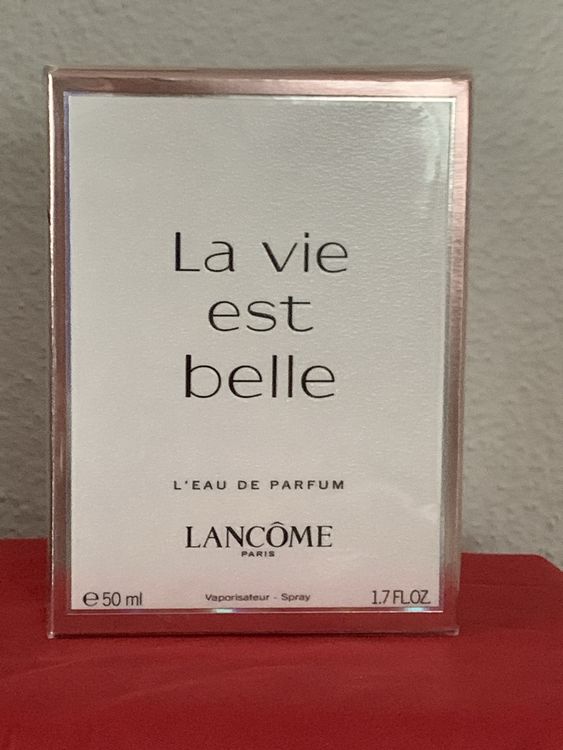 La vie
est
belle
L'EAU DE PARFUM
LANCÔME
PARIS
℮ 50 ml Vaporisateur - Spray 1.7 FL.OZ.